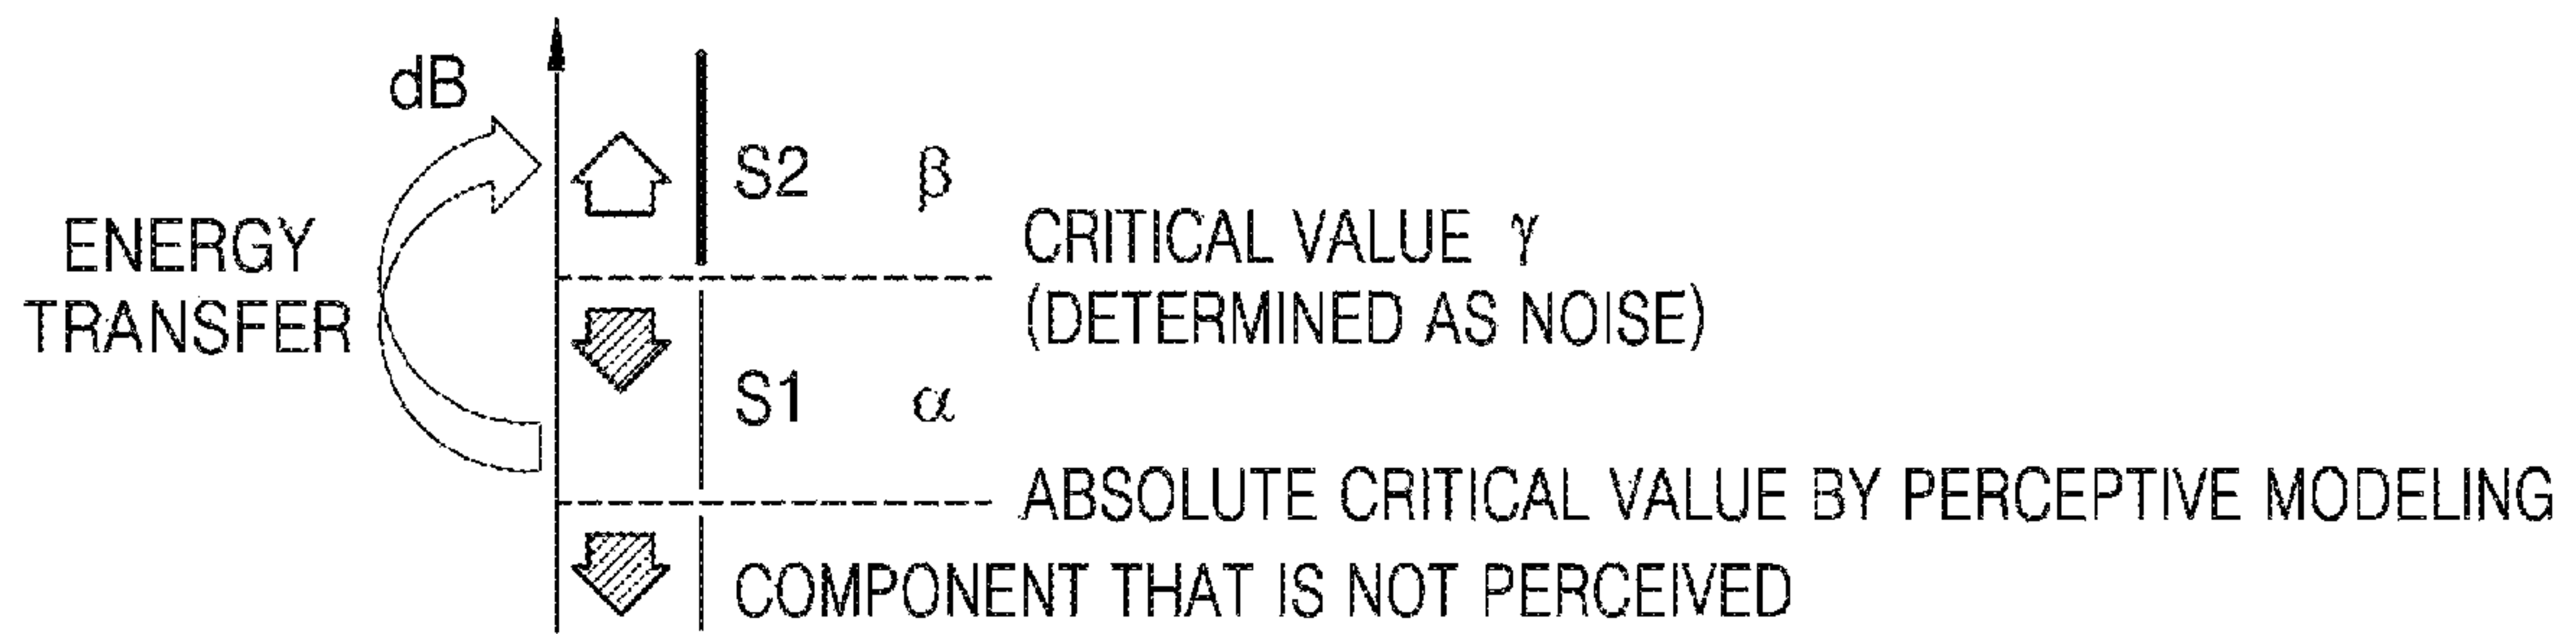 dB
S2 β
ENERGY
TRANSFER
CRITICAL VALUE γ
(DETERMINED AS NOISE)
S1 α
ABSOLUTE CRITICAL VALUE BY PERCEPTIVE MODELING
COMPONENT THAT IS NOT PERCEIVED